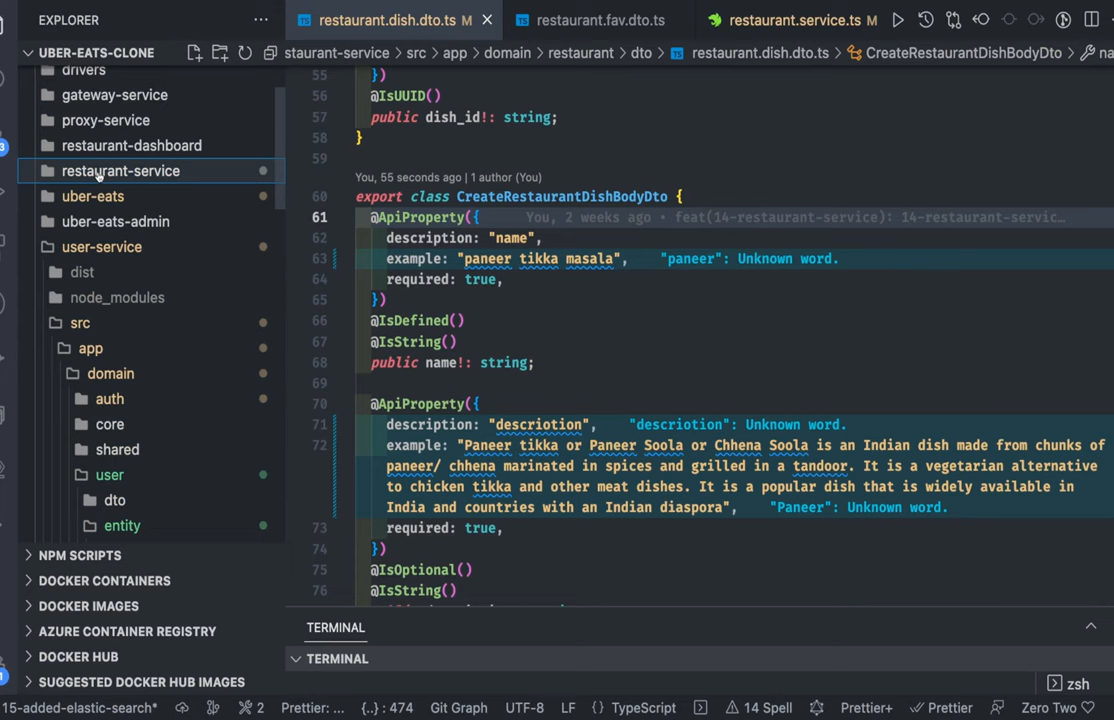 EXPLORER
restaurant.dish.dto.ts M
restaurant.fav.dto.ts
restaurant.service.ts M
UBER-EATS-CLONE
staurant-service > src > app > domain > restaurant > dto > restaurant.dish.dto.ts > CreateRestaurantDishBodyDto > na
drivers
gateway-service
proxy-service
restaurant-dashboard
restaurant-service
uber-eats
uber-eats-admin
user-service
dist
node_modules
src
app
domain
auth
core
shared
user
dto
entity
NPM SCRIPTS
DOCKER CONTAINERS
DOCKER IMAGES
AZURE CONTAINER REGISTRY
DOCKER HUB
SUGGESTED DOCKER HUB IMAGES
55 })
56 @IsUUID()
57 public dish_id!: string;
58 }
59
You, 55 seconds ago | 1 author (You)
60 export class CreateRestaurantDishBodyDto {
61 @ApiProperty({ You, 2 weeks ago • feat(14-restaurant-service): 14-restaurant-servic…
62 description: "name",
63 example: "paneer tikka masala", "paneer": Unknown word.
64 required: true,
65 })
66 @IsDefined()
67 @IsString()
68 public name!: string;
69
70 @ApiProperty({
71 description: "descriotion", "descriotion": Unknown word.
72 example: "Paneer tikka or Paneer Soola or Chhena Soola is an Indian dish made from chunks of
paneer/ chhena marinated in spices and grilled in a tandoor. It is a vegetarian alternative
to chicken tikka and other meat dishes. It is a popular dish that is widely available in
India and countries with an Indian diaspora", "Paneer": Unknown word.
73 required: true,
74 })
75 @IsOptional()
76 @IsString()
TERMINAL
TERMINAL
zsh
3
1
15-added-elastic-search* 2 Prettier: ... {..} : 474 Git Graph UTF-8 LF {} TypeScript 14 Spell Prettier+ Prettier Zero Two